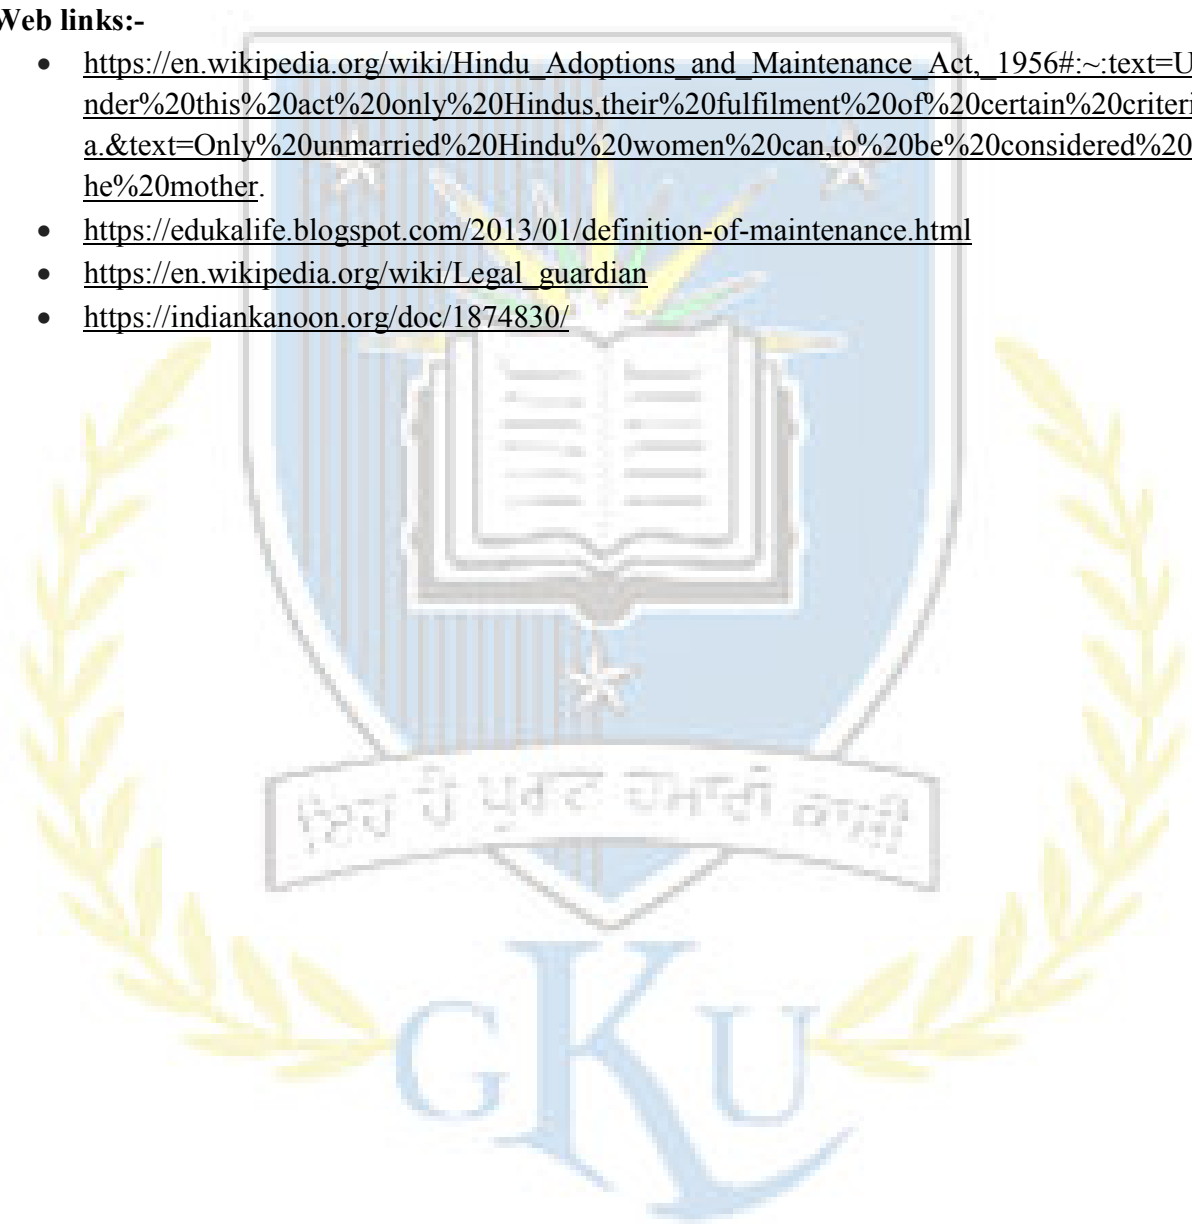 Web links:-
• https://en.wikipedia.org/wiki/Hindu_Adoptions_and_Maintenance_Act,_1956#:~:text=U
nder%20this%20act%20only%20Hindus,their%20fulfilment%20of%20certain%20criteri
a.&text=Only%20unmarried%20Hindu%20women%20can,to%20be%20considered%20
he%20mother.
• https://edukalife.blogspot.com/2013/01/definition-of-maintenance.html
• https://en.wikipedia.org/wiki/Legal_guardian
• https://indiankanoon.org/doc/1874830/
ਹੈ ਪ੍ਰਗਟ ਹਮਾਰੀ ਕਾਸੀ
GKU